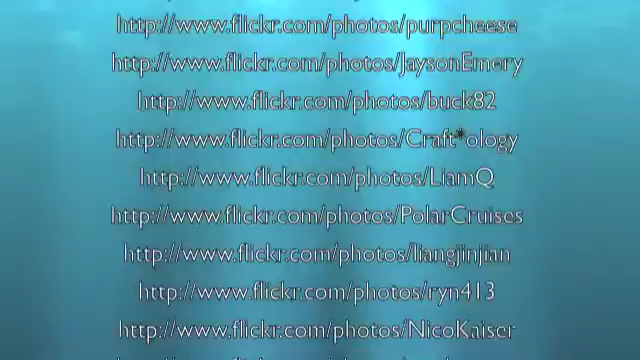 http://www.flickr.com/photos/purpcheese
http://www.flickr.com/photos/JaysonEmery
http://www.flickr.com/photos/buck82
http://www.flickr.com/photos/Craft*ology
http://www.flickr.com/photos/LiamQ
http://www.flickr.com/photos/PolarCruises
http://www.flickr.com/photos/liangjinjian
http://www.flickr.com/photos/ryn413
http://www.flickr.com/photos/NicoKaiser